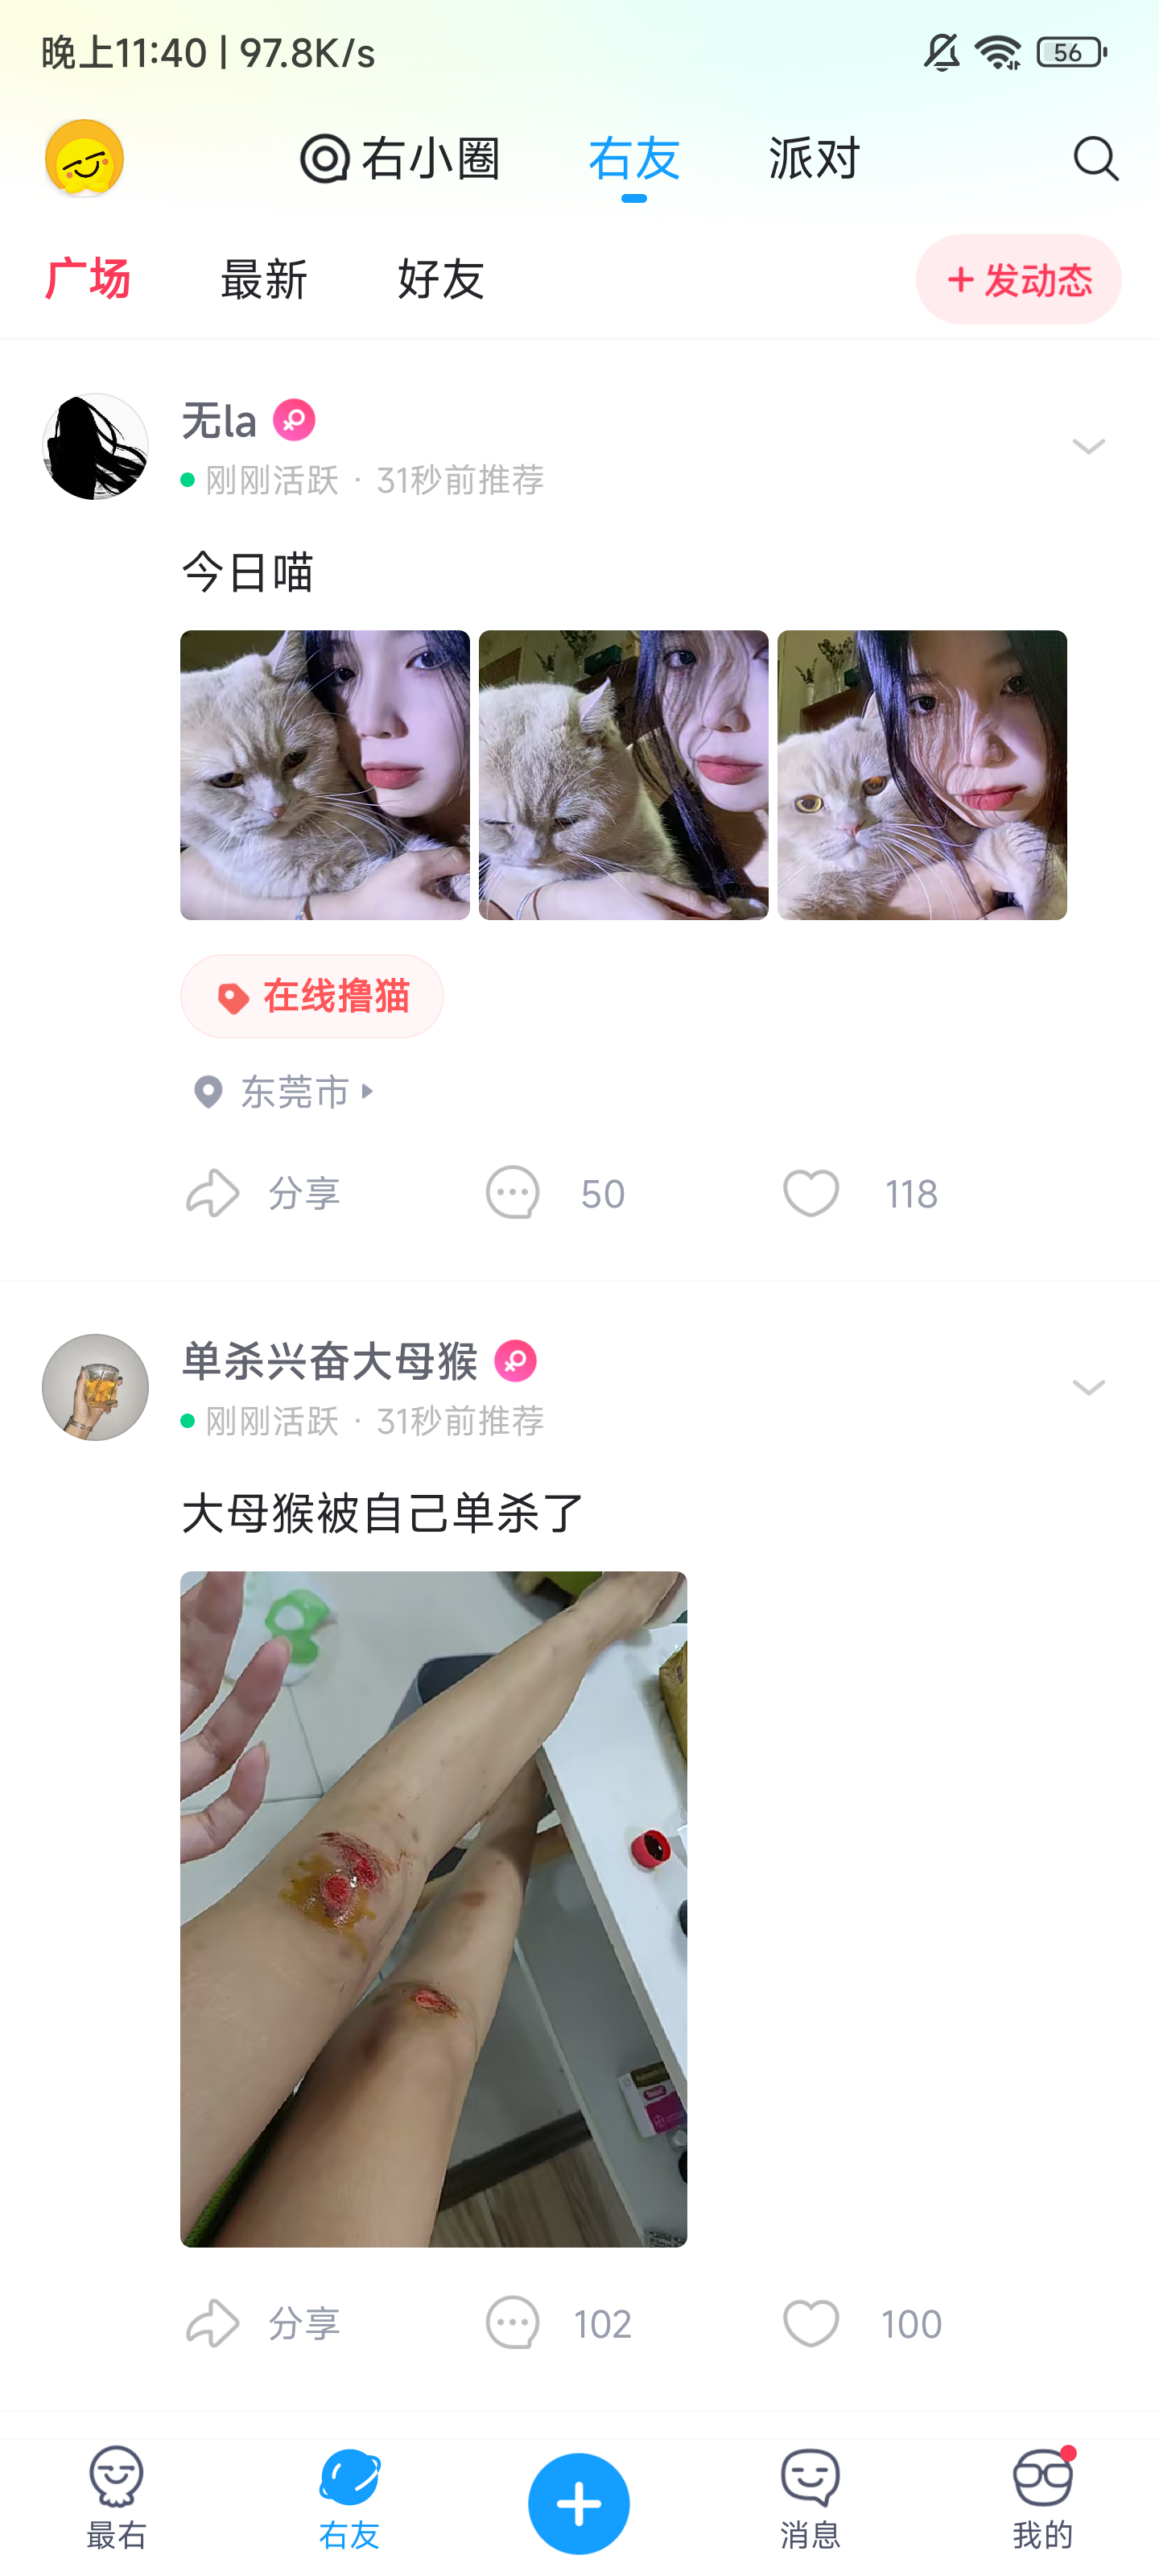 晚上11:40 | 97.8K/s
56
右小圈 右友 派对
广场 最新 好友 + 发动态
无la
刚刚活跃 · 31秒前推荐
今日喵
在线撸猫
东莞市
分享 50 118
单杀兴奋大母猴
刚刚活跃 · 31秒前推荐
大母猴被自己单杀了
分享 102 100
最右 右友 消息 我的